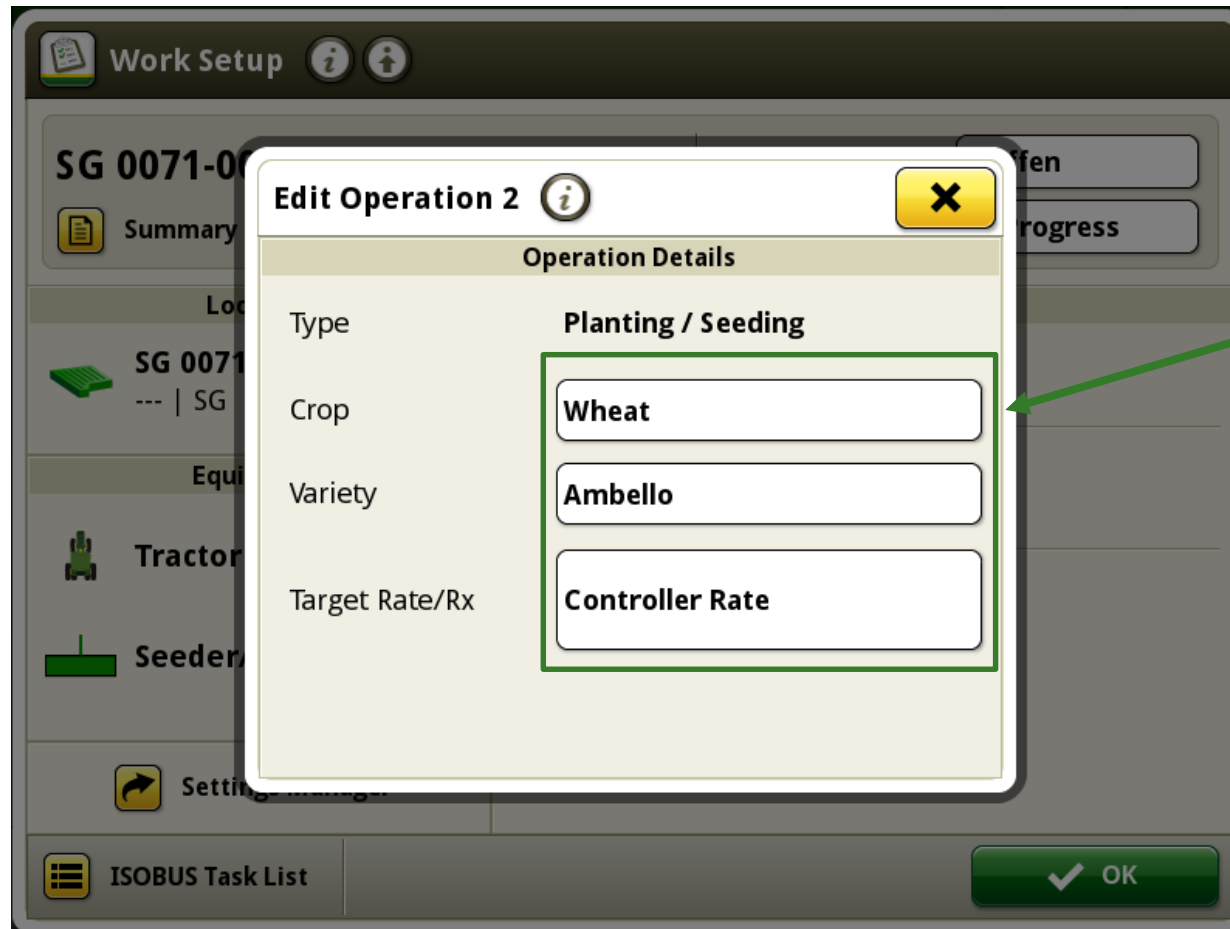 Work Setup
SG 0071-00
Summary
ffen
rogress
Edit Operation 2
Operation Details
Type
Planting / Seeding
Crop
Wheat
Variety
Ambello
Target Rate/Rx
Controller Rate
Loc
SG 0071
--- | SG
Equi
Tractor
Seeder/
ISOBUS Task List
OK